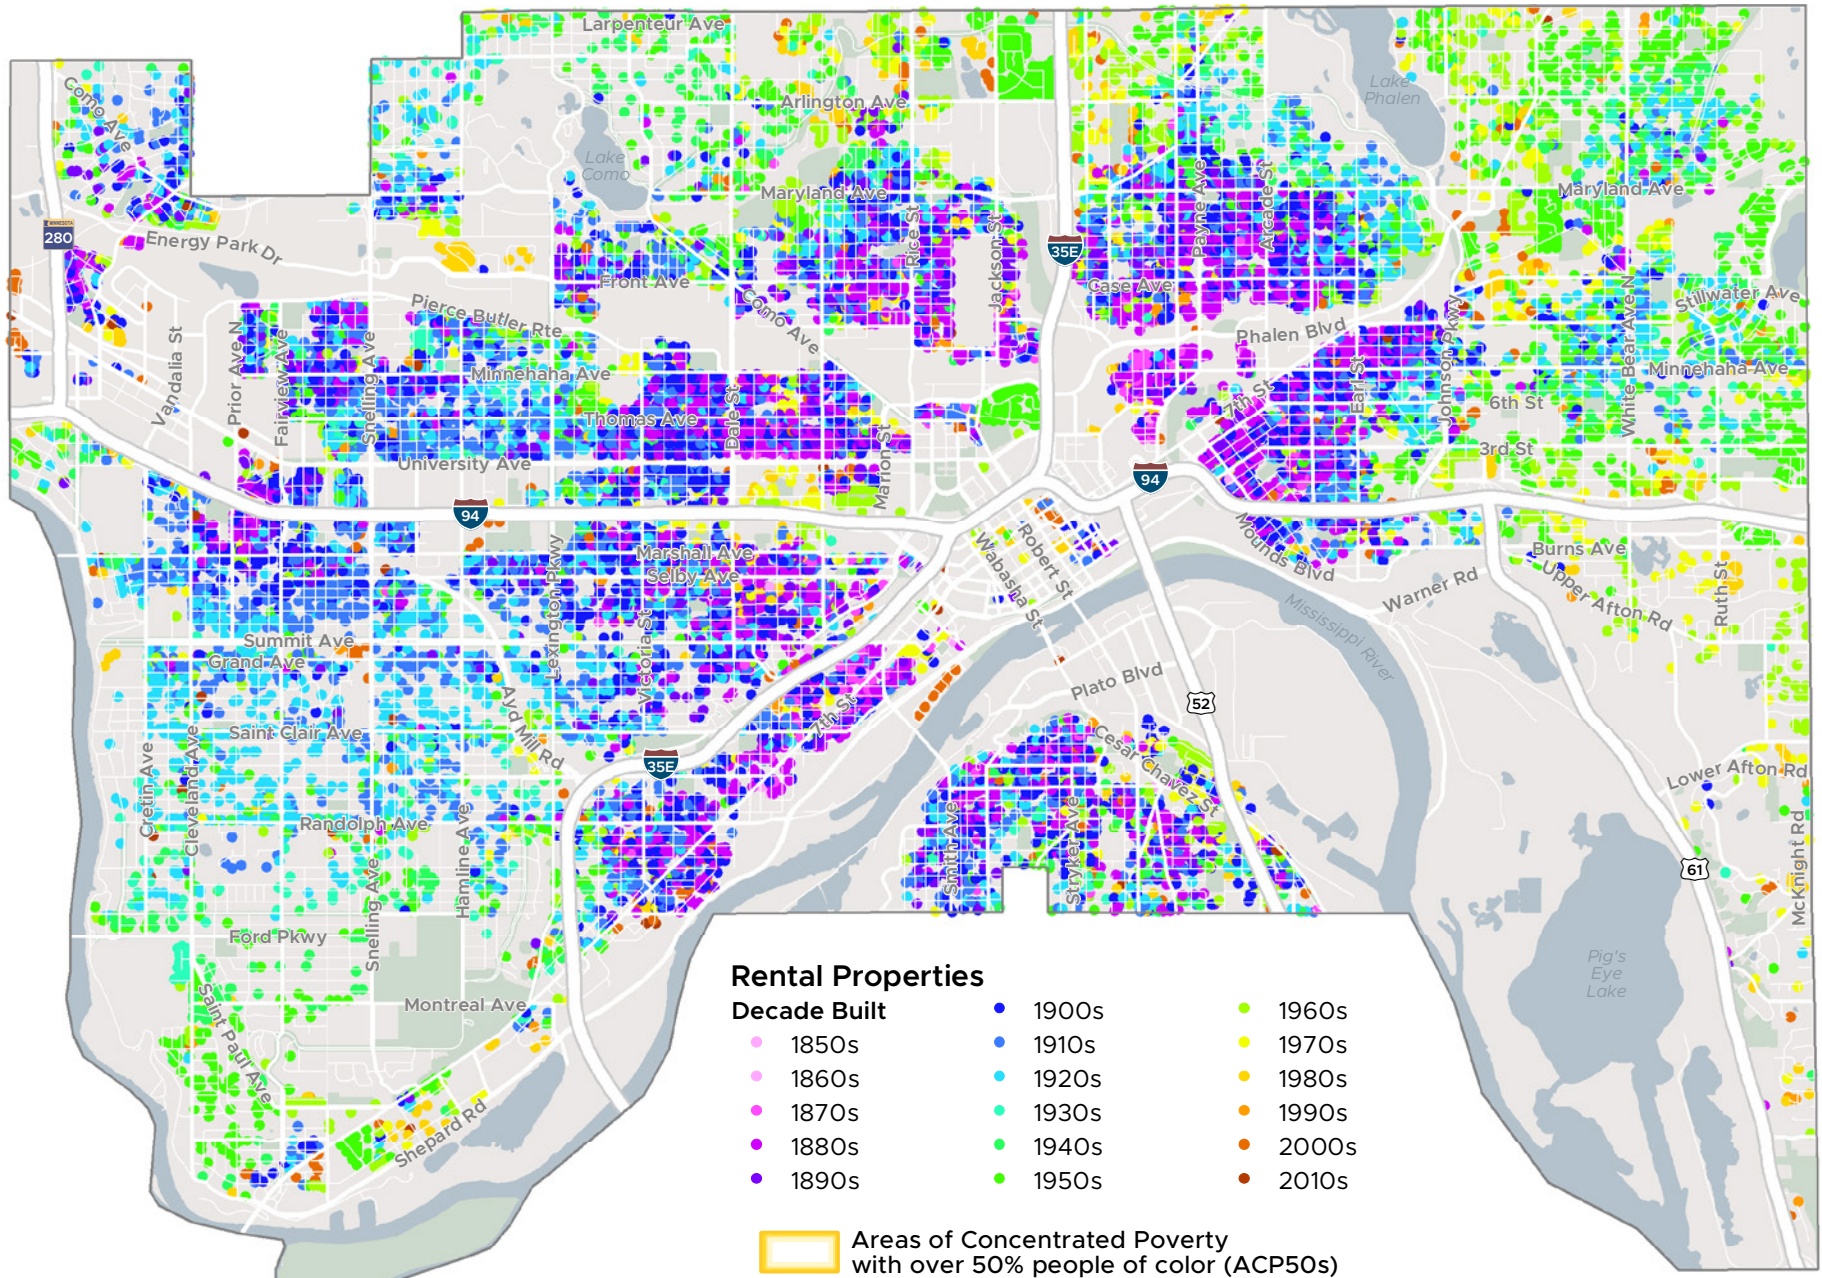 Larpenteur Ave
Como Ave
Arlington Ave
Lake
Phalen
Lake
Como
Maryland Ave
Maryland Ave
MINNESOTA
280
Energy Park Dr
Rice St
Jackson St
35E
Payne Ave
Arcade St
Front Ave
Case Ave
Como Ave
Pierce Butler Rte
Stillwater Ave
Phalen Blvd
Vandalia St
Prior Ave N
Fairview Ave
Snelling Ave
Minnehaha Ave
Johnson Pkwy
White Bear Ave N
Minnehaha Ave
Earl St
7th St
6th St
Thomas Ave
Dale St
Marion St
3rd St
University Ave
94
94
Lexington Pkwy
Marshall Ave
Selby Ave
Wabasha St
Robert St
Mounds Blvd
Burns Ave
Upper Afton Rd
Ruth St
Warner Rd
Mississippi River
Summit Ave
Grand Ave
Victoria St
Plato Blvd
52
Ayd Mill Rd
7th St
Saint Clair Ave
Cesar Chavez St
35E
Lower Afton Rd
Cretin Ave
Cleveland Ave
Randolph Ave
Hamline Ave
Snelling Ave
Smith Ave
Stryker Ave
61
McKnight Rd
Ford Pkwy
Pig's
Eye
Lake
Saint Paul Ave
Montreal Ave
Shepard Rd
Rental Properties
Decade Built
1850s
1860s
1870s
1880s
1890s
1900s
1910s
1920s
1930s
1940s
1950s
1960s
1970s
1980s
1990s
2000s
2010s
Areas of Concentrated Poverty
with over 50% people of color (ACP50s)